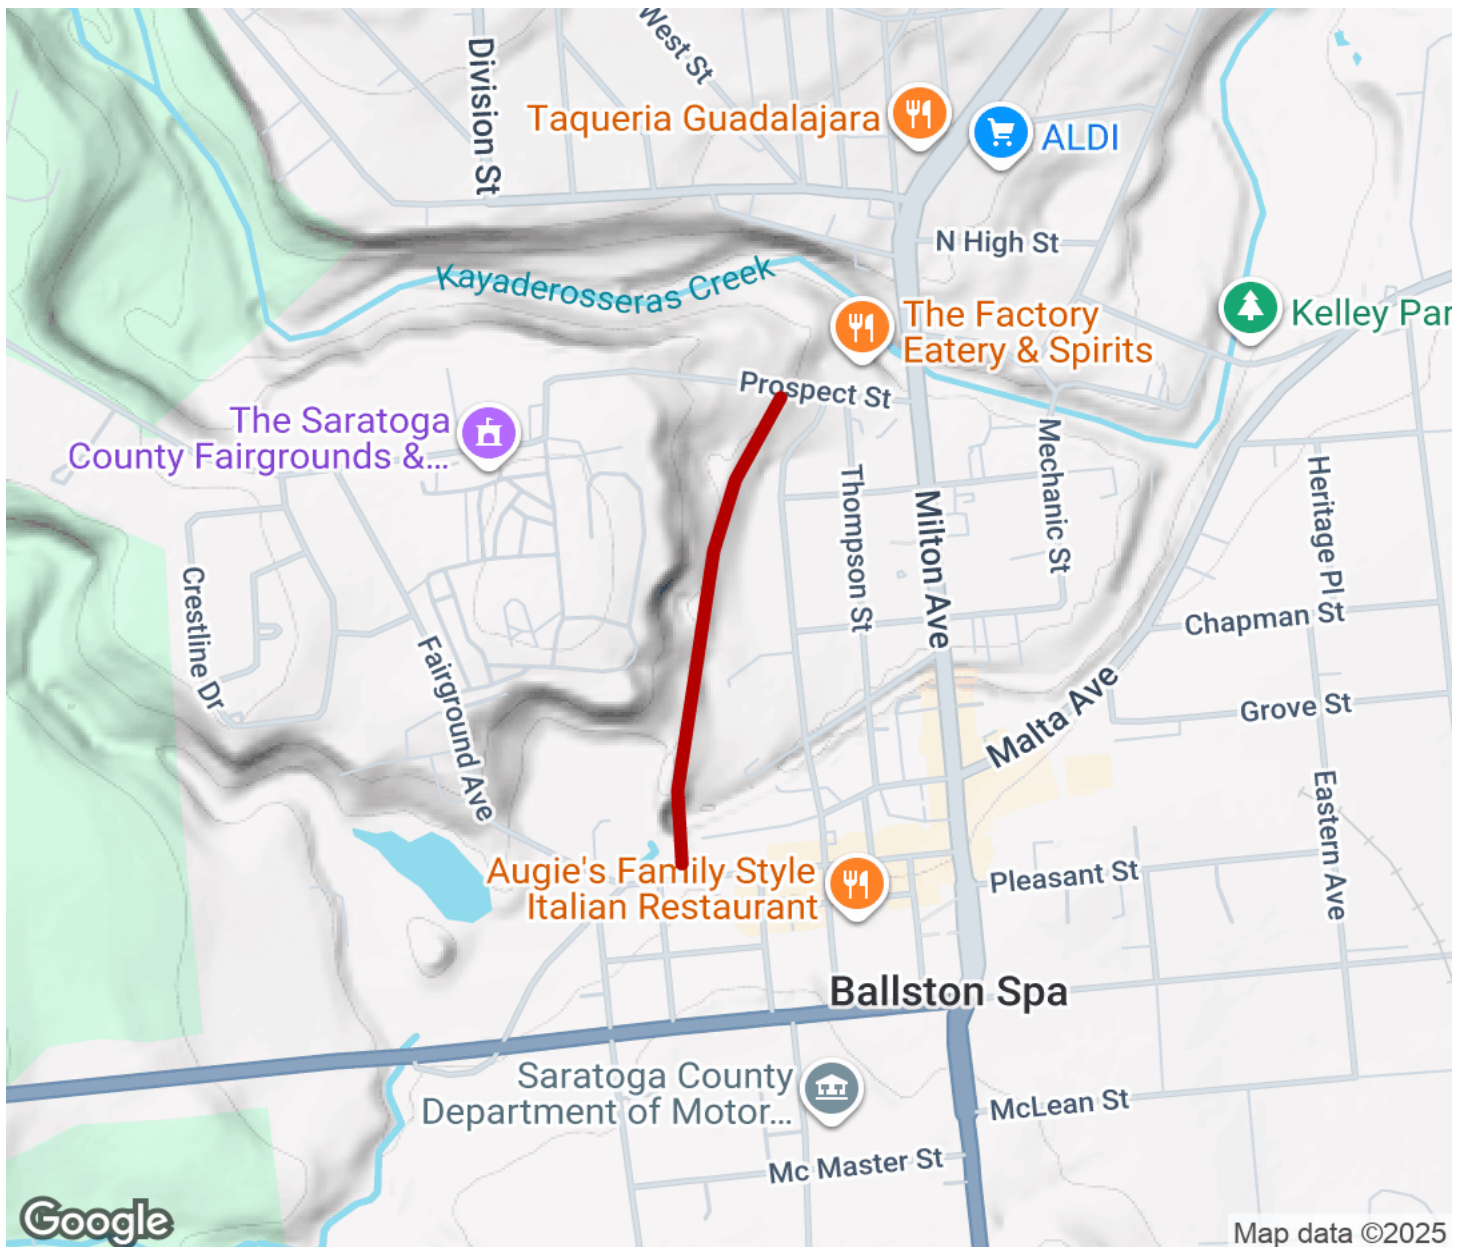 West St
Division St
Taqueria Guadalajara
ALDI
N High St
Kayaderosseras Creek
The Factory
Eatery & Spirits
Kelley Par
Prospect St
The Saratoga
County Fairgrounds &...
Mechanic St
Thompson St
Heritage Pl
Milton Ave
Crestline Dr
Chapman St
Fairground Ave
Malta Ave
Grove St
Eastern Ave
Augie's Family Style
Italian Restaurant
Pleasant St
Ballston Spa
Saratoga County
Department of Motor...
McLean St
Mc Master St
Google
Map data ©2025